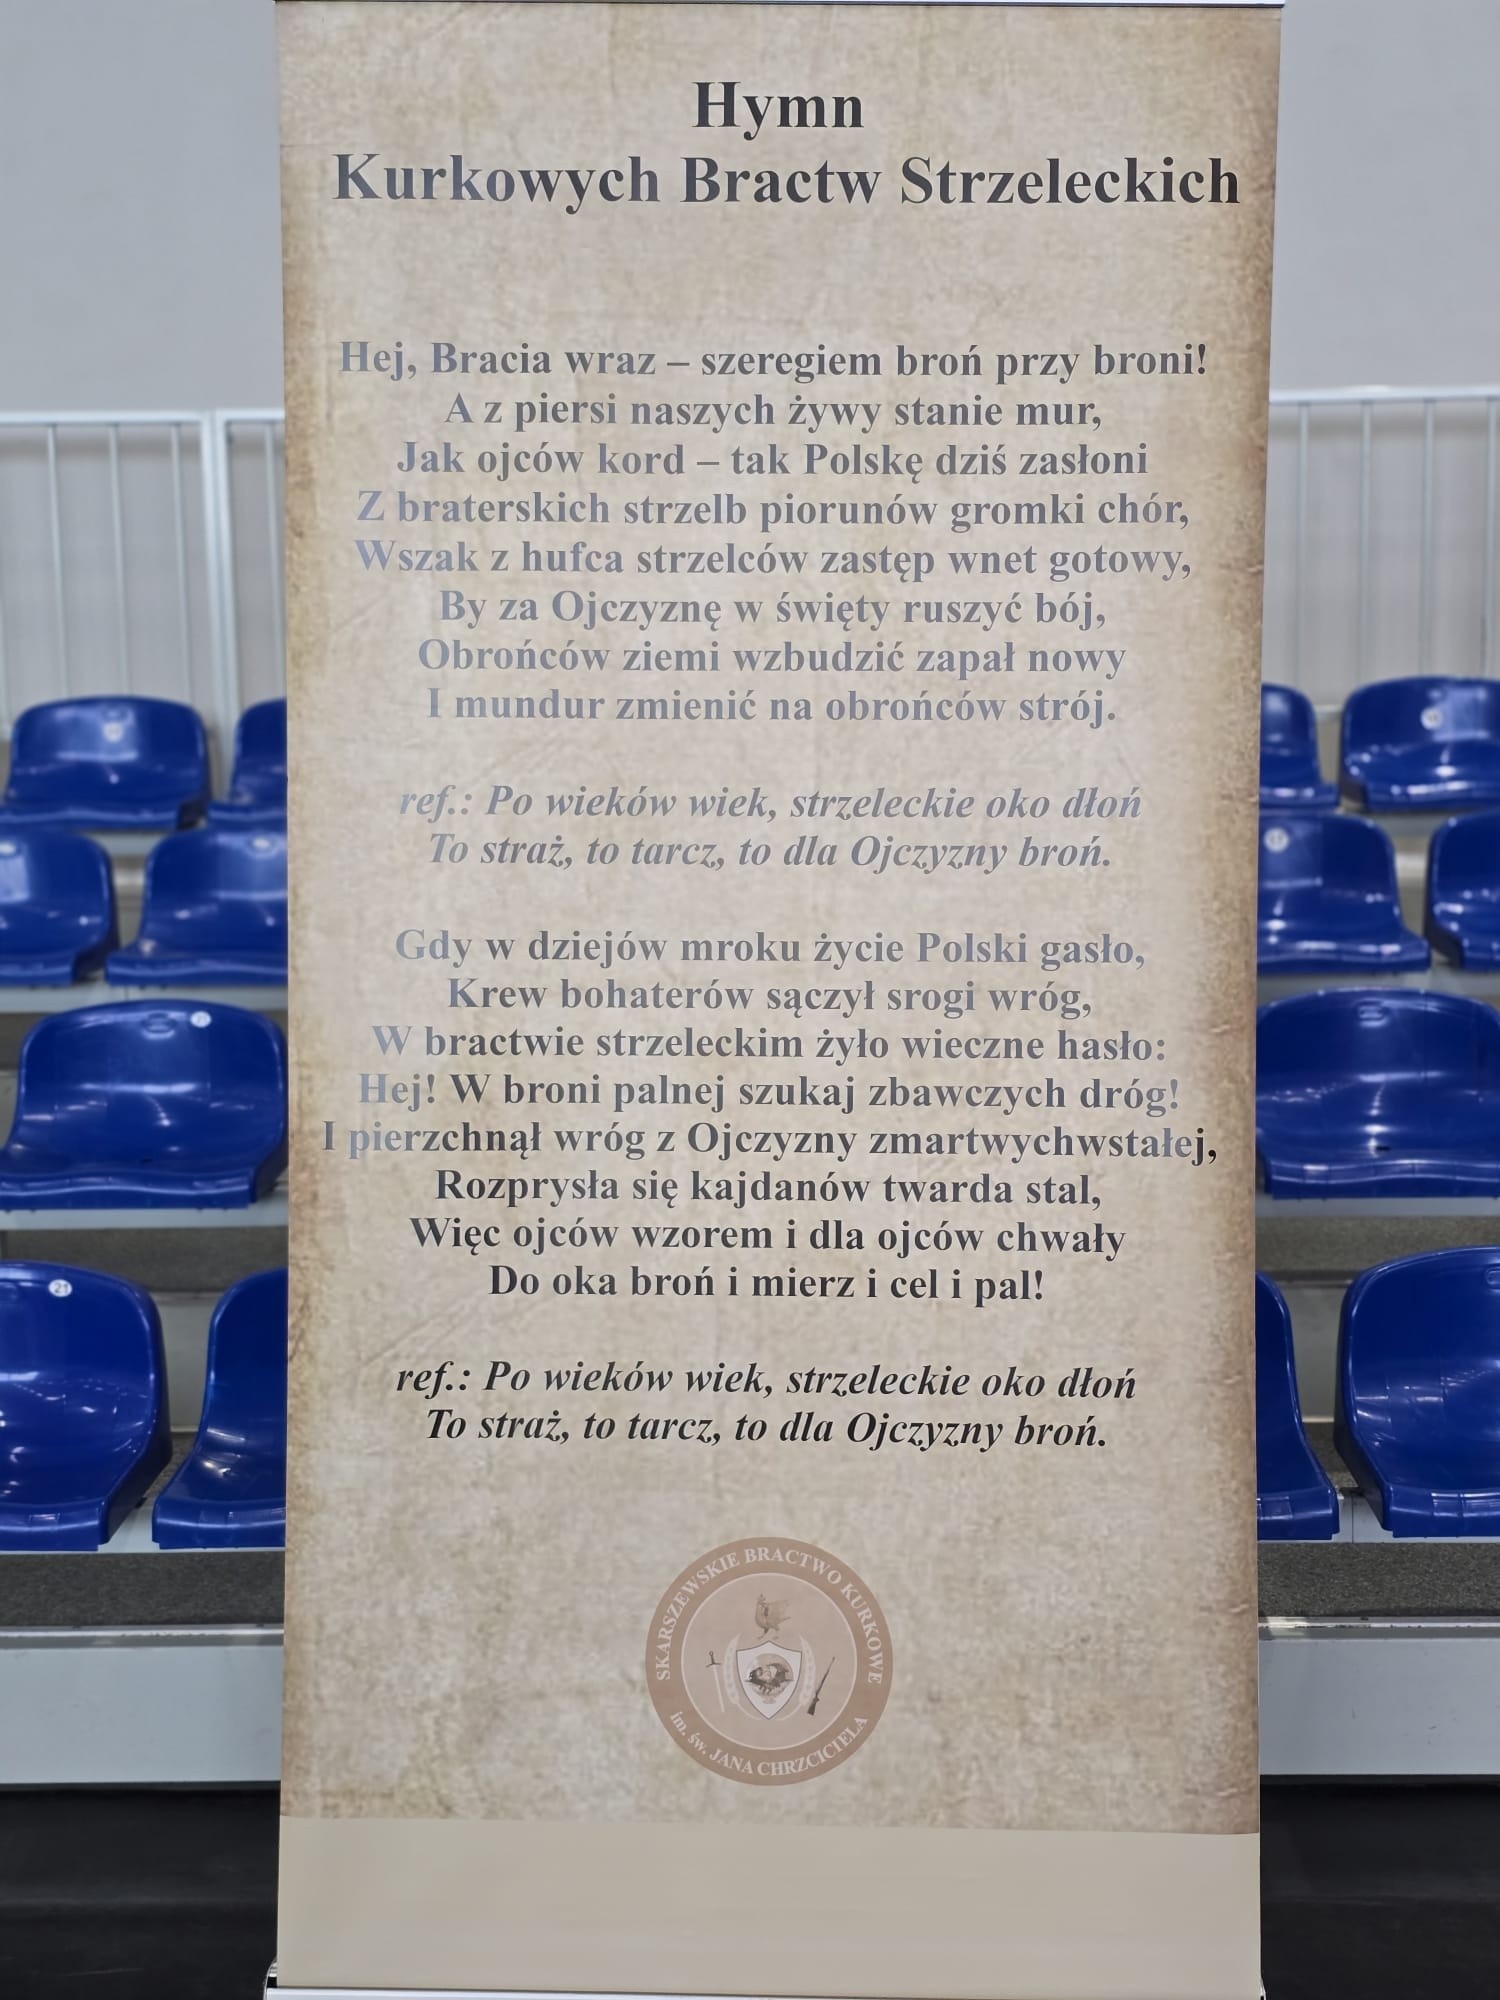 Hymn
Kurkowych Bractw Strzeleckich
Hej, Bracia wraz – szeregiem broń przy broni!
A z piersi naszych żywy stanie mur,
Jak ojców kord – tak Polskę dziś zasłoni
Z braterskich strzelb piorunów gromki chór,
Wszak z hufca strzelców zastęp wnet gotowy,
By za Ojczyznę w święty ruszyć bój,
Obrońców ziemi wzbudzić zapał nowy
I mundur zmienić na obrońców strój.
ref.: Po wieków wiek, strzeleckie oko dłoń
To straż, to tarcz, to dla Ojczyzny broń.
Gdy w dziejów mroku życie Polski gasło,
Krew bohaterów sączył srogi wróg,
W bractwie strzeleckim żyło wieczne hasło:
Hej! W broni palnej szukaj zbawczych dróg!
I pierzchnął wróg z Ojczyzny zmartwychwstałej,
Rozprysła się kajdanów twarda stal,
Więc ojców wzorem i dla ojców chwały
Do oka broń i mierz i cel i pal!
ref.: Po wieków wiek, strzeleckie oko dłoń
To straż, to tarcz, to dla Ojczyzny broń.
SKARSZEWSKIE BRACTWO KURKOWE
im. św. JANA CHRZCICIELA
21